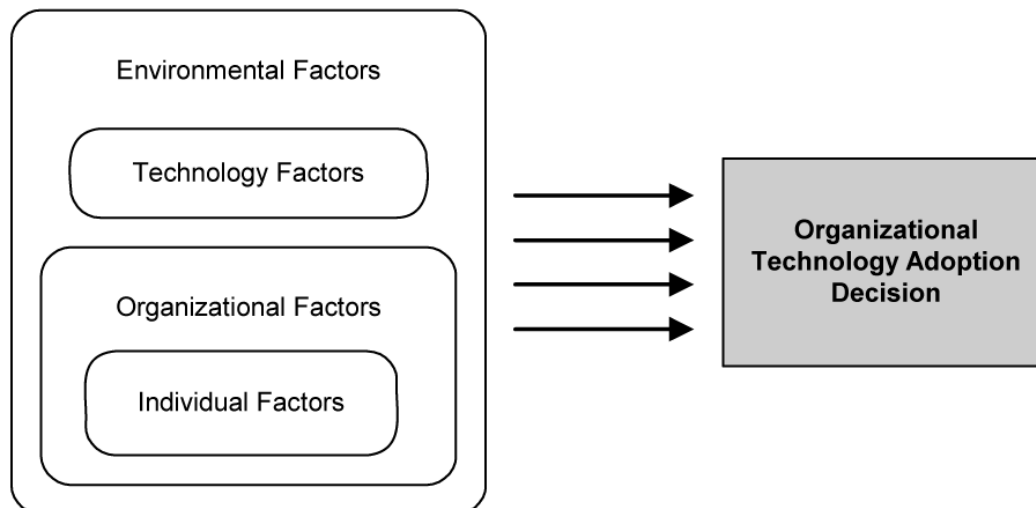 Environmental Factors
Technology Factors
Organizational Factors
Individual Factors
Organizational
Technology Adoption
Decision